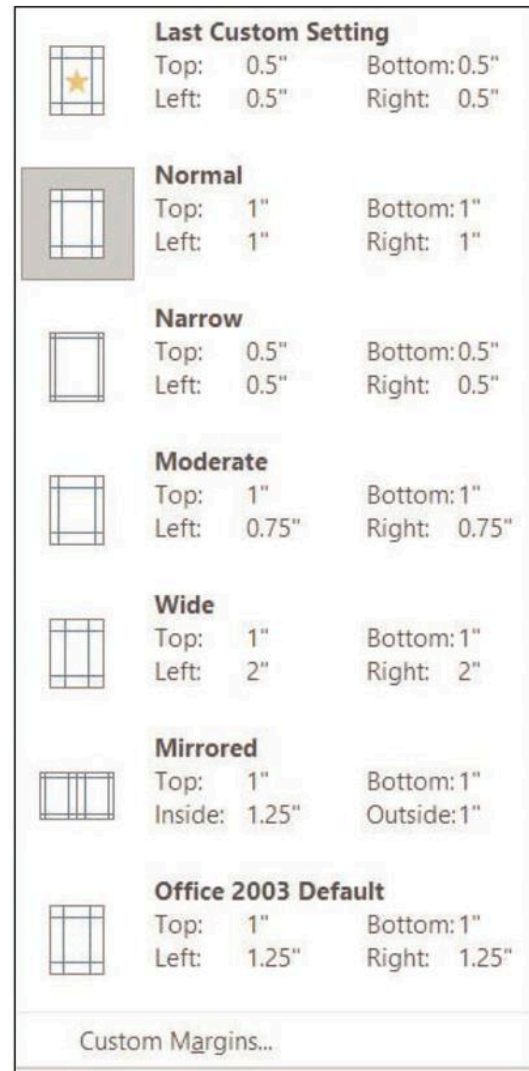 Last Custom Setting
Top: 0.5" Bottom: 0.5"
Left: 0.5" Right: 0.5"
Normal
Top: 1" Bottom: 1"
Left: 1" Right: 1"
Narrow
Top: 0.5" Bottom: 0.5"
Left: 0.5" Right: 0.5"
Moderate
Top: 1" Bottom: 1"
Left: 0.75" Right: 0.75"
Wide
Top: 1" Bottom: 1"
Left: 2" Right: 2"
Mirrored
Top: 1" Bottom: 1"
Inside: 1.25" Outside: 1"
Office 2003 Default
Top: 1" Bottom: 1"
Left: 1.25" Right: 1.25"
Custom Margins...